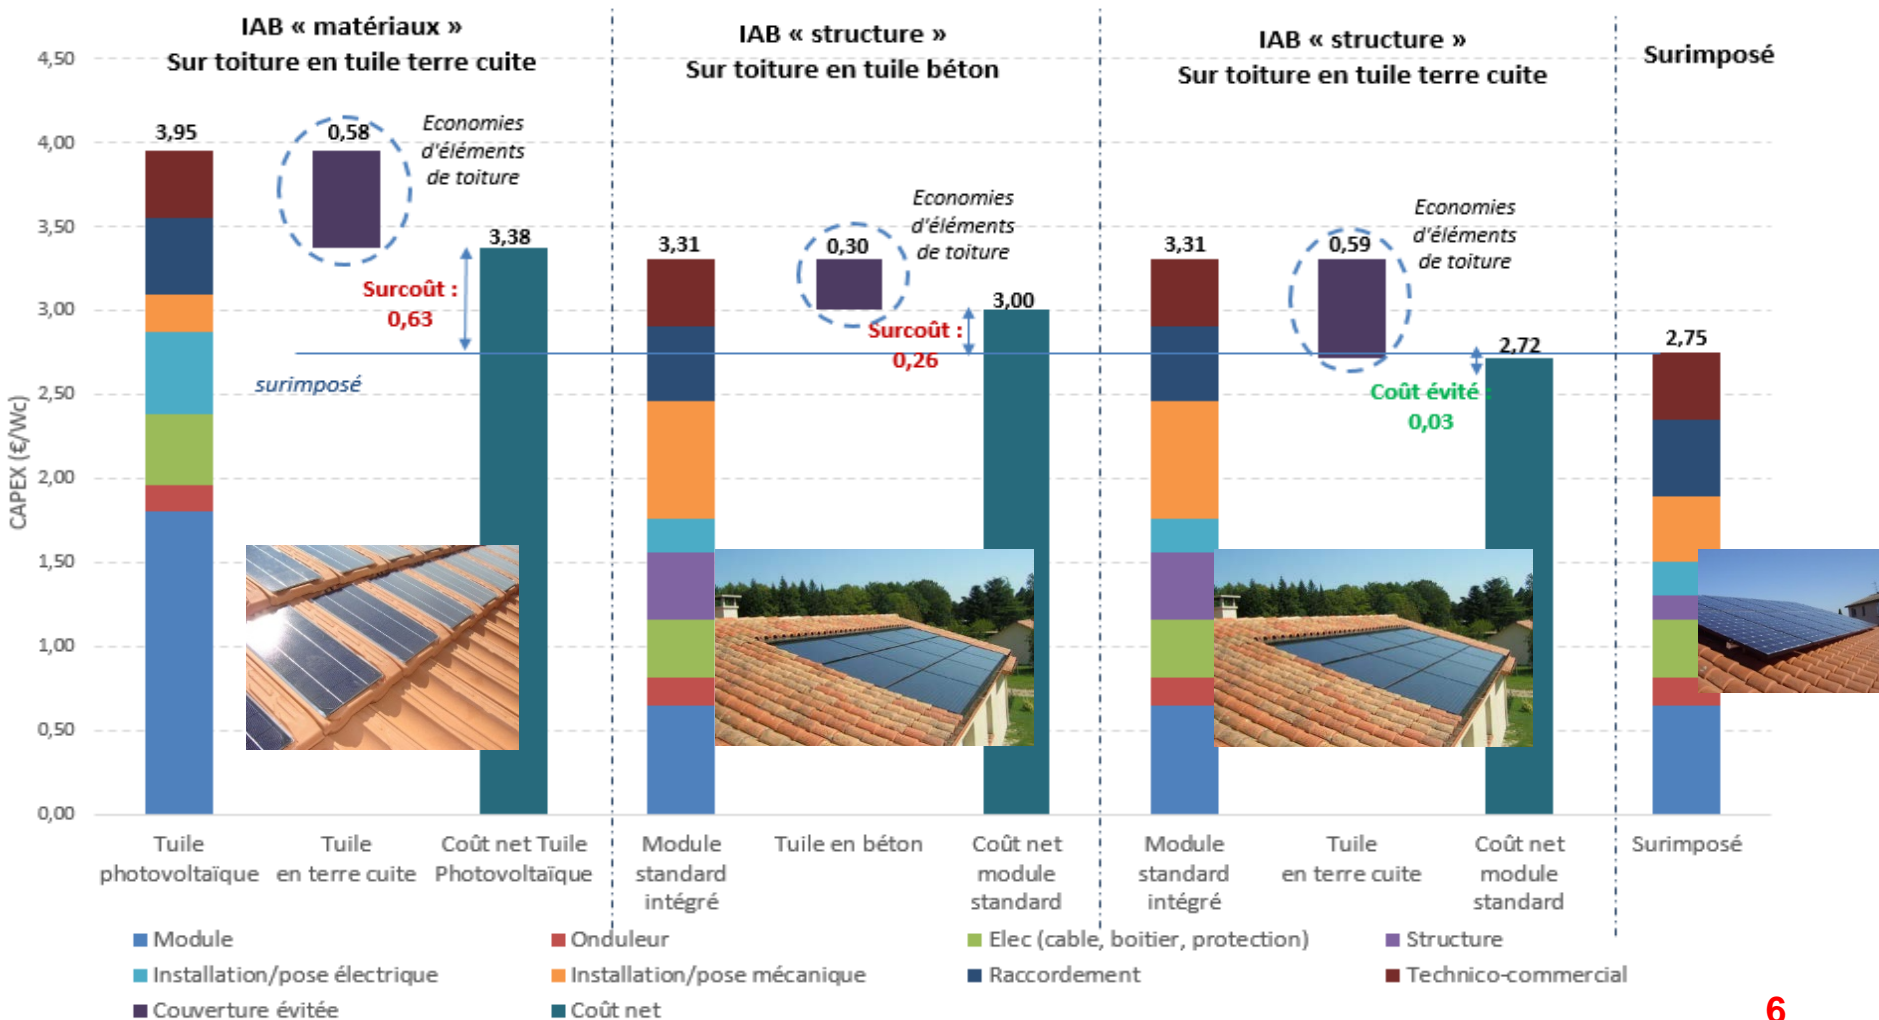 IAB « matériaux »
Sur toiture en tuile terre cuite
IAB « structure »
Sur toiture en tuile béton
IAB « structure »
Sur toiture en tuile terre cuite
Surimposé
CAPEX (€/Wc)
4,50
4,00
3,50
3,00
2,50
2,00
1,50
1,00
0,50
0,00
3,95
0,58
Economies
d'éléments
de toiture
3,38
Surcoût :
0,63
surimposé
3,31
0,30
Economies
d'éléments
de toiture
3,00
Surcoût :
0,26
3,31
0,59
Economies
d'éléments
de toiture
2,72
Coût évité :
0,03
2,75
Tuile
photovoltaïque
Tuile
en terre cuite
Coût net Tuile
Photovoltaïque
Module
standard
intégré
Tuile en béton
Coût net
module
standard
Module
standard
intégré
Tuile
en terre cuite
Coût net
module
standard
Surimposé
Module
Onduleur
Elec (cable, boitier, protection)
Structure
Installation/pose électrique
Installation/pose mécanique
Raccordement
Technico-commercial
Couverture évitée
Coût net
6